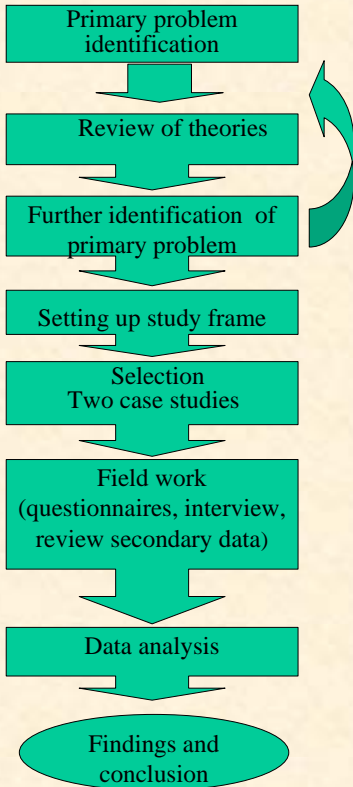 Primary problem
identification
Review of theories
Further identification of
primary problem
Setting up study frame
Selection
Two case studies
Field work
(questionnaires, interview,
review secondary data)
Data analysis
Findings and
conclusion